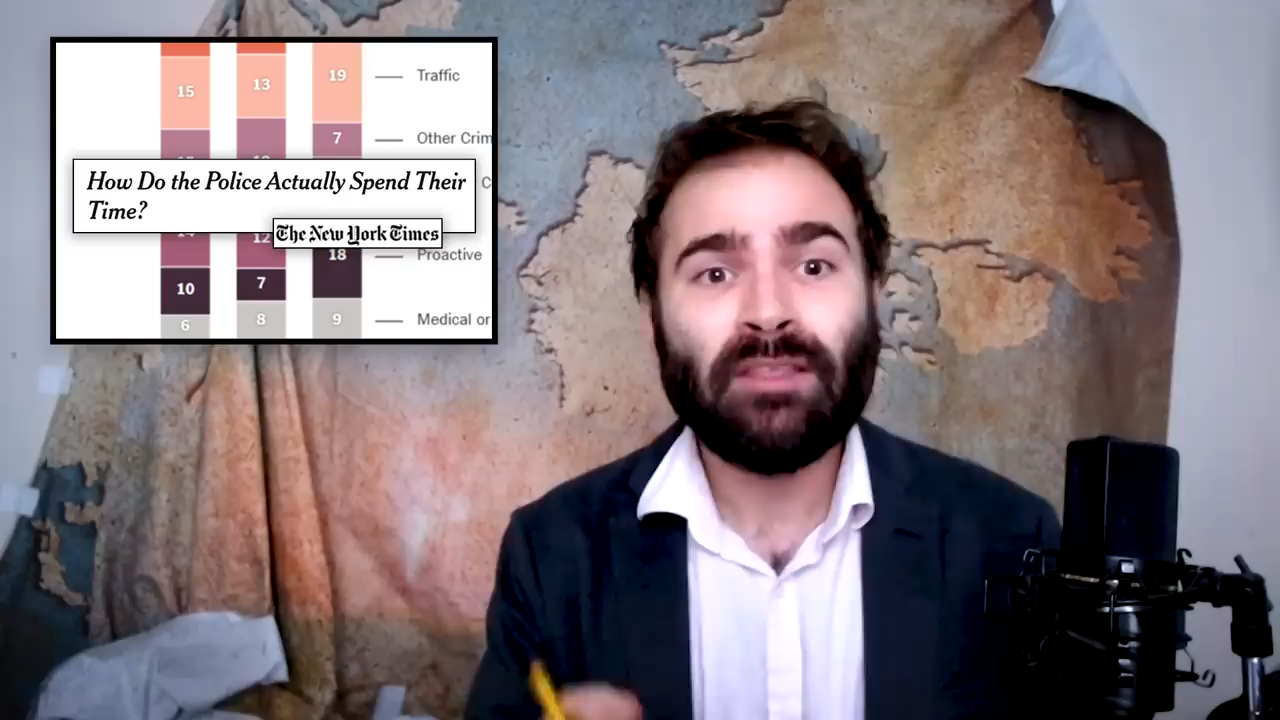 15
13
19
Traffic
7
Other Crim
How Do the Police Actually Spend Their
Time?
C
The New York Times
12
18
Proactive
10
7
6
8
9
Medical or